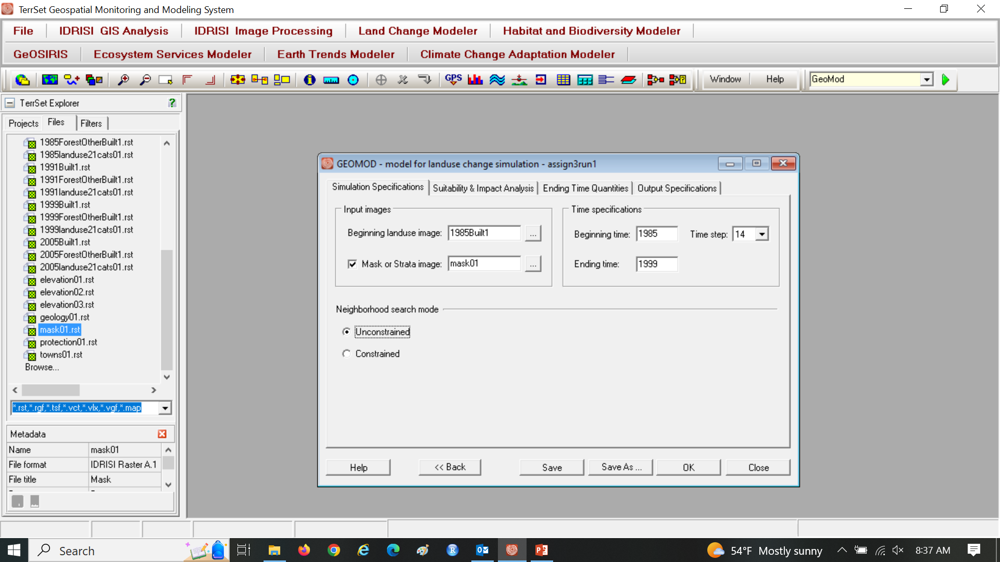 TerrSet Geospatial Monitoring and Modeling System
File IDRISI GIS Analysis IDRISI Image Processing Land Change Modeler Habitat and Biodiversity Modeler
GeOSIRIS Ecosystem Services Modeler Earth Trends Modeler Climate Change Adaptation Modeler
GPS Window Help GeoMod
TerrSet Explorer ?
Projects Files Filters
1985ForestOtherBuilt1.rst
1985landuse21cats01.rst
1991Built1.rst
1991ForestOtherBuilt1.rst
1991landuse21cats01.rst
1999Built1.rst
1999ForestOtherBuilt1.rst
1999landuse21cats01.rst
2005Built1.rst
2005ForestOtherBuilt1.rst
2005landuse21cats01.rst
elevation01.rst
elevation02.rst
elevation03.rst
geology01.rst
mask01.rst
protection01.rst
towns01.rst
Browse...
*.rst,*.rgf,*.tsf,*.vct,*.vlx,*.vgf,*.map
Metadata
Name mask01
File format IDRISI Raster A.1
File title Mask
GEOMOD - model for landuse change simulation - assign3run1
Simulation Specifications Suitability & Impact Analysis Ending Time Quantities Output Specifications
Input images
Beginning landuse image: 1985Built1 ...
Mask or Strata image: mask01 ...
Time specifications
Beginning time: 1985 Time step: 14
Ending time: 1999
Neighborhood search mode
Unconstrained
Constrained
Help << Back Save Save As ... OK Close
Search 54°F Mostly sunny 8:37 AM